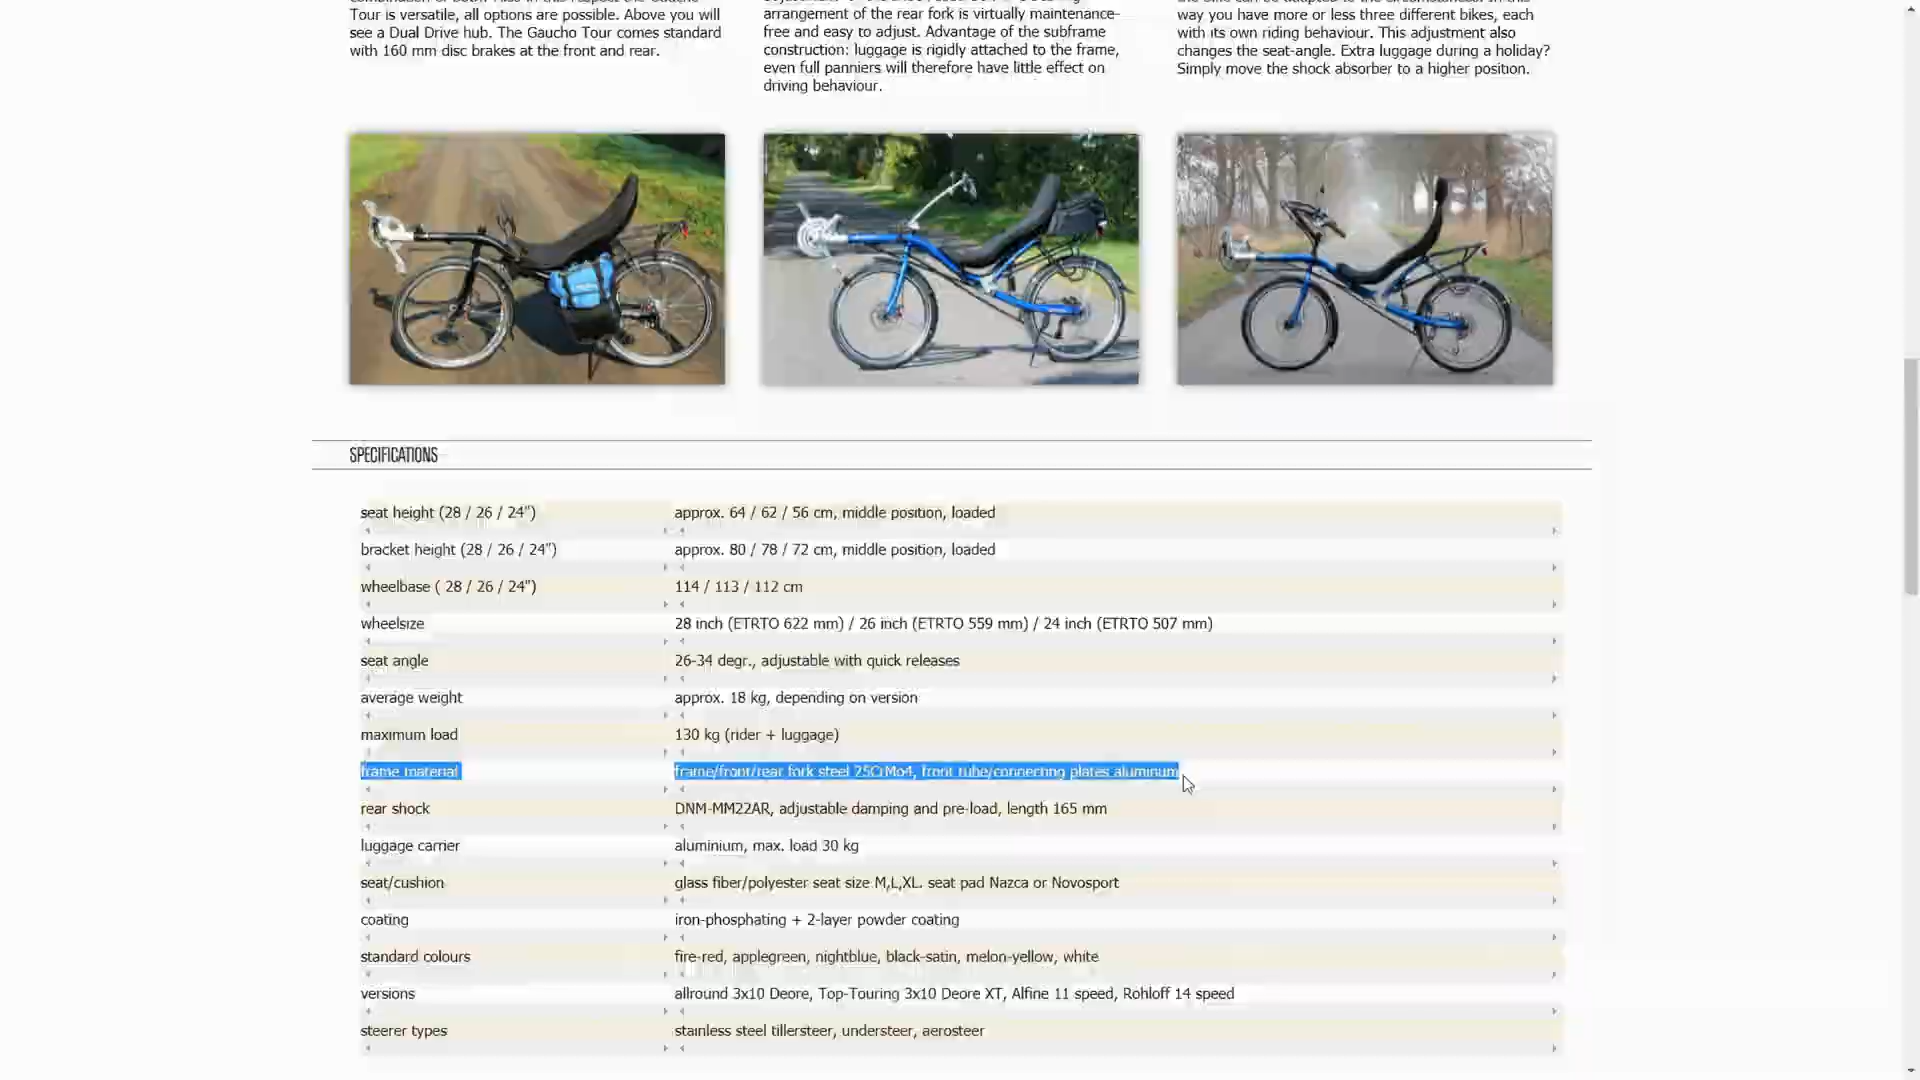 Tour is versatile, all options are possible. Above you will
see a Dual Drive hub. The Gaucho Tour comes standard
with 160 mm disc brakes at the front and rear.
arrangement of the rear fork is virtually maintenance-
free and easy to adjust. Advantage of the subframe
construction: luggage is rigidly attached to the frame,
even full panniers will therefore have little effect on
driving behaviour.
way you have more or less three different bikes, each
with its own riding behaviour. This adjustment also
changes the seat-angle. Extra luggage during a holiday?
Simply move the shock absorber to a higher position.
SPECIFICATIONS
seat height (28 / 26 / 24") approx. 64 / 62 / 56 cm, middle position, loaded
bracket height (28 / 26 / 24") approx. 80 / 78 / 72 cm, middle position, loaded
wheelbase ( 28 / 26 / 24") 114 / 113 / 112 cm
wheelsize 28 inch (ETRTO 622 mm) / 26 inch (ETRTO 559 mm) / 24 inch (ETRTO 507 mm)
seat angle 26-34 degr., adjustable with quick releases
average weight approx. 18 kg, depending on version
maximum load 130 kg (rider + luggage)
frame material frame/front/rear fork steel 25CrMo4, front tube/connecting plates aluminum
rear shock DNM-MM22AR, adjustable damping and pre-load, length 165 mm
luggage carrier aluminium, max. load 30 kg
seat/cushion glass fiber/polyester seat size M,L,XL. seat pad Nazca or Novosport
coating iron-phosphating + 2-layer powder coating
standard colours fire-red, applegreen, nightblue, black-satin, melon-yellow, white
versions allround 3x10 Deore, Top-Touring 3x10 Deore XT, Alfine 11 speed, Rohloff 14 speed
steerer types stainless steel tillersteer, understeer, aerosteer